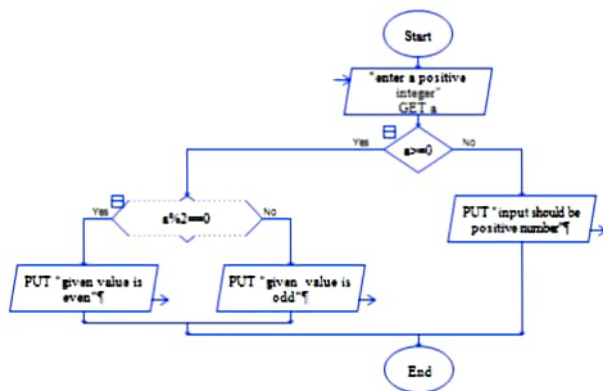 Start
"enter a positive
integer"
GET a
Yes
No
a>=0
Yes
No
a%2==0
PUT "input should be
positive number"¶
PUT "given value is
even"¶
PUT "given value is
odd"¶
End